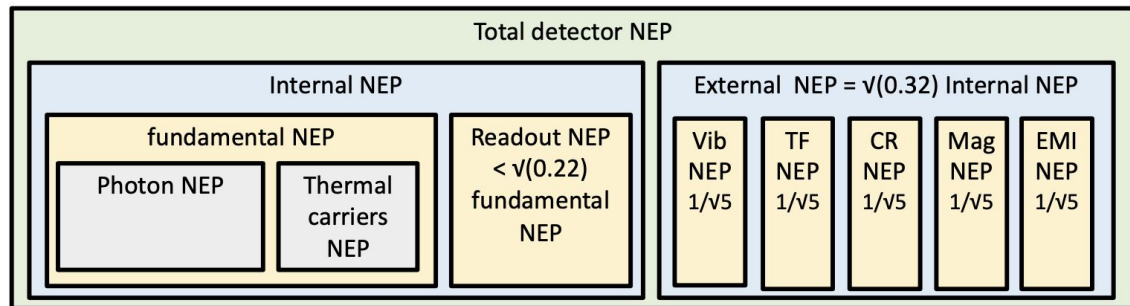 Total detector NEP
Internal NEP
fundamental NEP
Photon NEP
Thermal
carriers
NEP
Readout NEP
< √(0.22)
fundamental
NEP
External  NEP = √(0.32) Internal NEP
Vib
NEP
1/√5
TF
NEP
1/√5
CR
NEP
1/√5
Mag
NEP
1/√5
EMI
NEP
1/√5